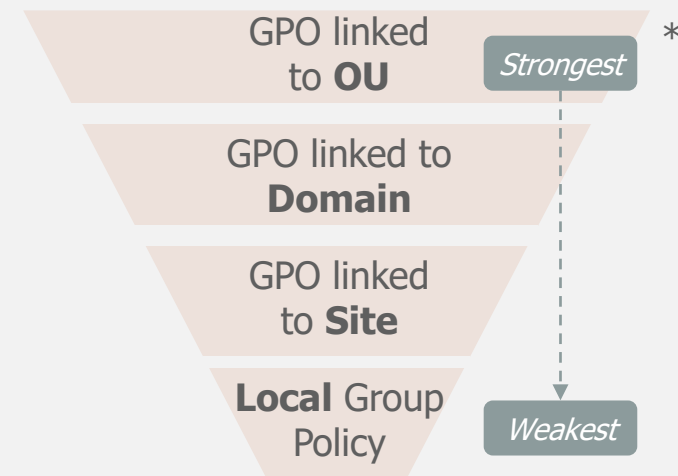 GPO linked
to OU
Strongest
*
GPO linked to
Domain
GPO linked
to Site
Local Group
Policy
Weakest